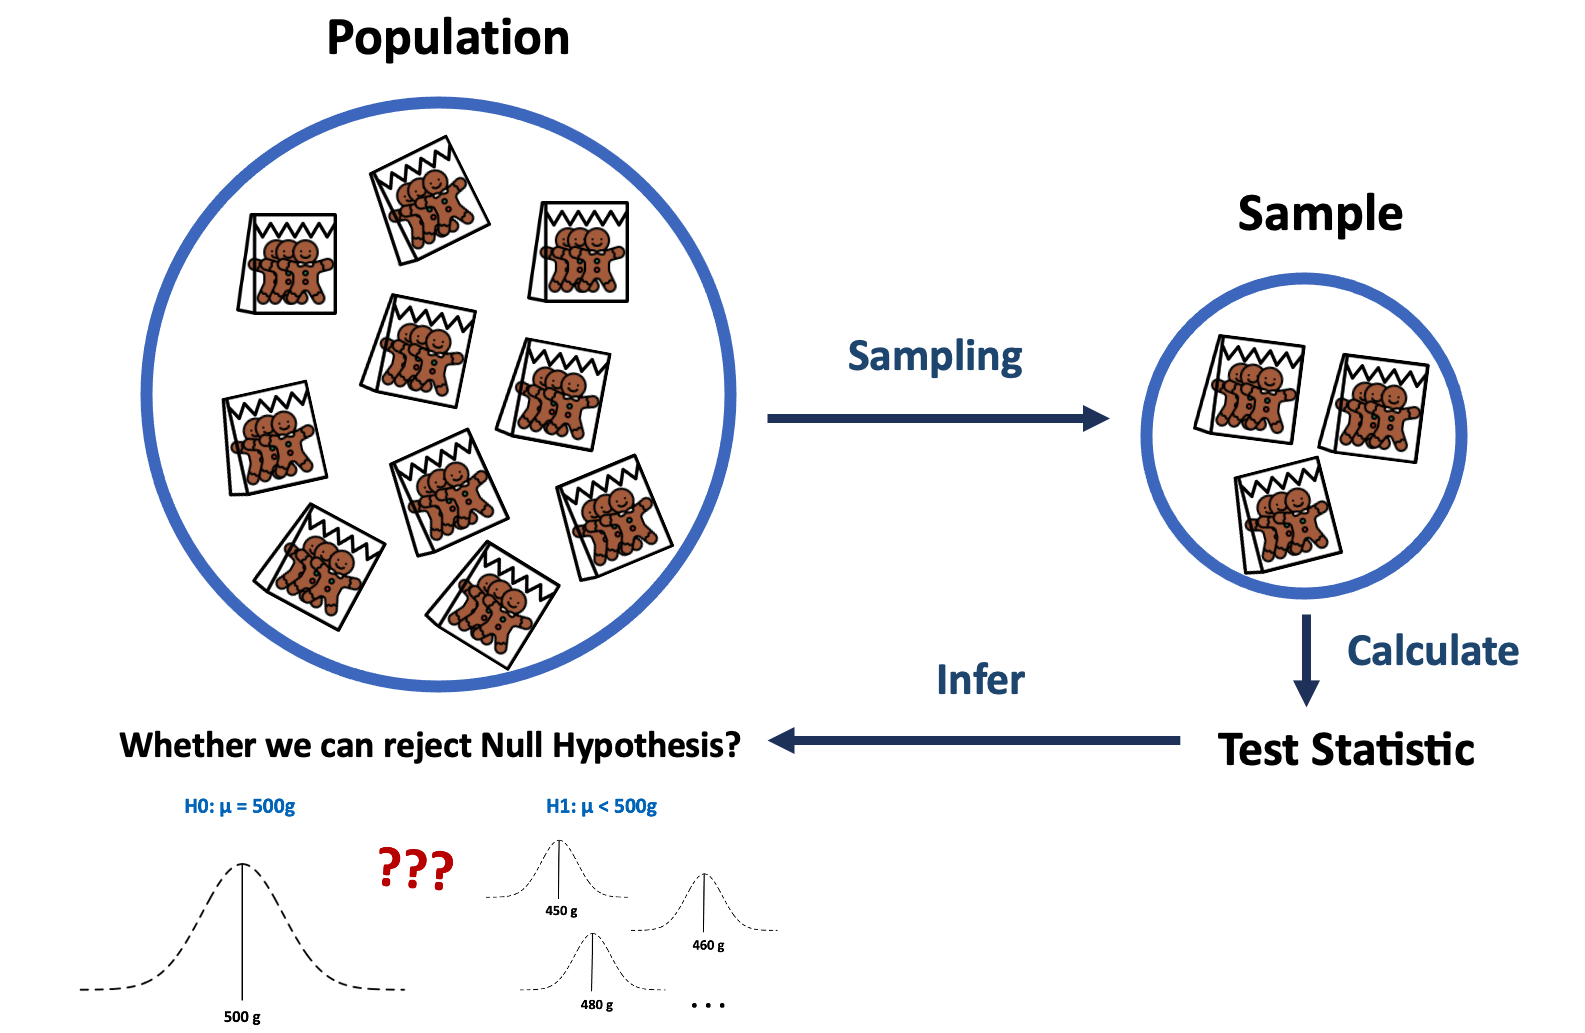 Population
Sample
Sampling
Calculate
Infer
Test Statistic
Whether we can reject Null Hypothesis?
H0: μ = 500g
H1: μ < 500g
???
450 g
460 g
480 g
...
500 g